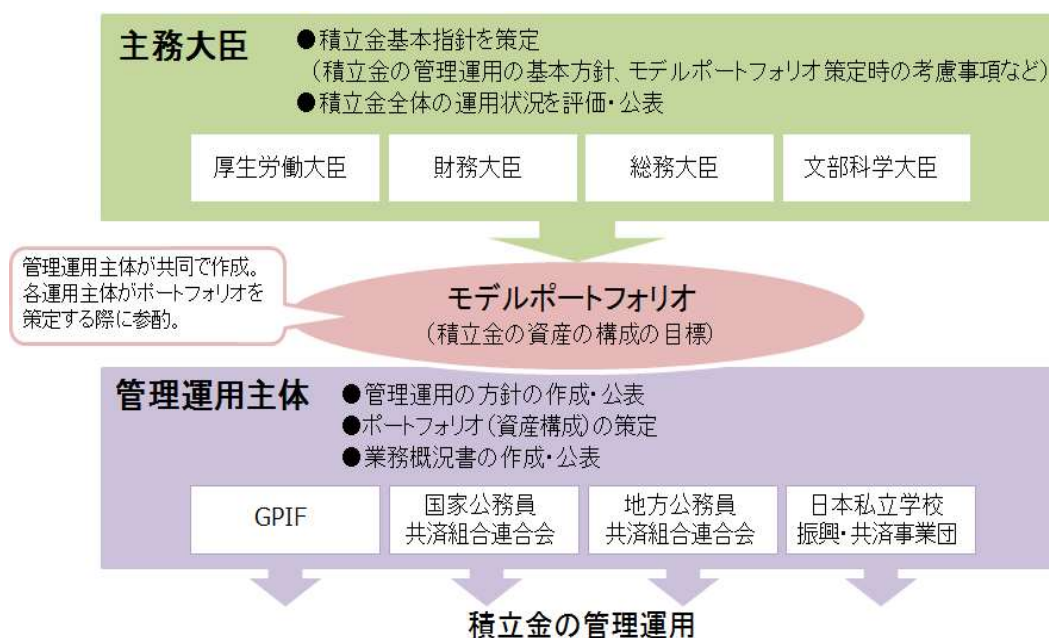 主務大臣
●積立金基本指針を策定
（積立金の管理運用の基本方針、モデルポートフォリオ策定時の考慮事項など）
●積立金全体の運用状況を評価・公表
厚生労働大臣
財務大臣
総務大臣
文部科学大臣
管理運用主体が共同で作成。
各運用主体がポートフォリオを
策定する際に参酌。
モデルポートフォリオ
（積立金の資産の構成の目標）
管理運用主体
●管理運用の方針の作成・公表
●ポートフォリオ（資産構成）の策定
●業務概況書の作成・公表
GPIF
国家公務員
共済組合連合会
地方公務員
共済組合連合会
日本私立学校
振興・共済事業団
積立金の管理運用